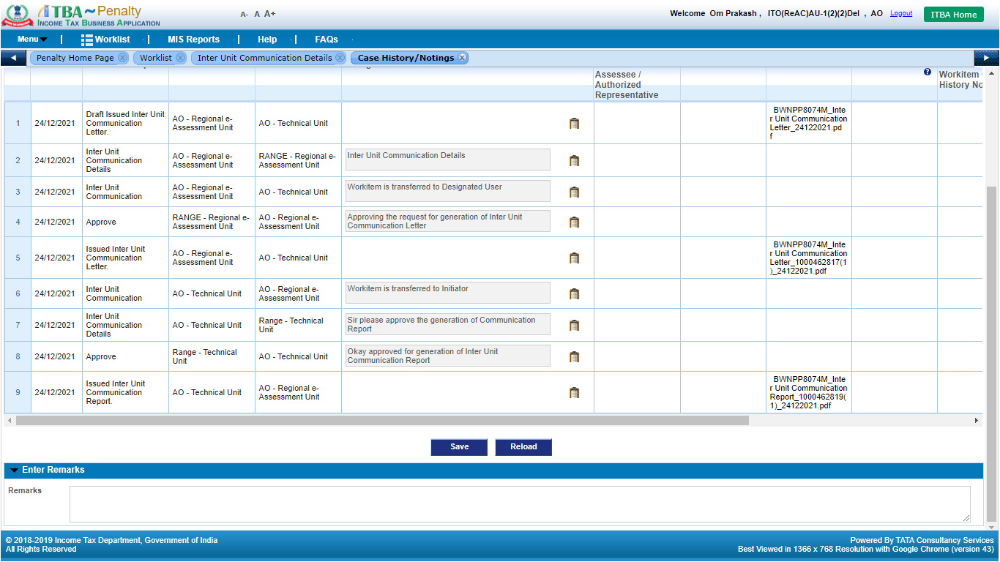 ITBA ~ Penalty
INCOME TAX BUSINESS APPLICATION
A- A A+
Welcome Om Prakash , ITO(ReAC)AU-1(2)(2)Del , AO Logout ITBA Home
Menu | Worklist | MIS Reports | Help | FAQs
Penalty Home Page Worklist Inter Unit Communication Details Case History/Notings
Assessee /
Authorized
Representative
Workitem
History No
1 24/12/2021
Draft Issued Inter Unit
Communication
Letter.
AO - Regional e-
Assessment Unit
AO - Technical Unit
BWNPP8074M_Inte
r Unit Communication
Letter_24122021.pd
f
2 24/12/2021
Inter Unit
Communication
Details
AO - Regional e-
Assessment Unit
RANGE - Regional e-
Assessment Unit
Inter Unit Communication Details
3 24/12/2021
Inter Unit
Communication
AO - Regional e-
Assessment Unit
AO - Technical Unit
Workitem is transferred to Designated User
4 24/12/2021
Approve
RANGE - Regional e-
Assessment Unit
AO - Regional e-
Assessment Unit
Approving the request for generation of Inter Unit
Communication Letter
5 24/12/2021
Issued Inter Unit
Communication
Letter.
AO - Regional e-
Assessment Unit
AO - Technical Unit
BWNPP8074M_Inte
r Unit Communication
Letter_1000462817(1
)_24122021.pdf
6 24/12/2021
Inter Unit
Communication
AO - Technical Unit
AO - Regional e-
Assessment Unit
Workitem is transferred to Initiator
7 24/12/2021
Inter Unit
Communication
Details
AO - Technical Unit
Range - Technical
Unit
Sir please approve the generation of Communication
Report
8 24/12/2021
Approve
Range - Technical
Unit
AO - Technical Unit
Okay approved for generation of Inter Unit
Communication Report
9 24/12/2021
Issued Inter Unit
Communication
Report.
AO - Technical Unit
AO - Regional e-
Assessment Unit
BWNPP8074M_Inte
r Unit Communication
Report_1000462819(
1)_24122021.pdf
Save Reload
Enter Remarks
Remarks
© 2018-2019 Income Tax Department, Government of India
All Rights Reserved
Powered By TATA Consultancy Services
Best Viewed in 1366 x 768 Resolution with Google Chrome (version 43)